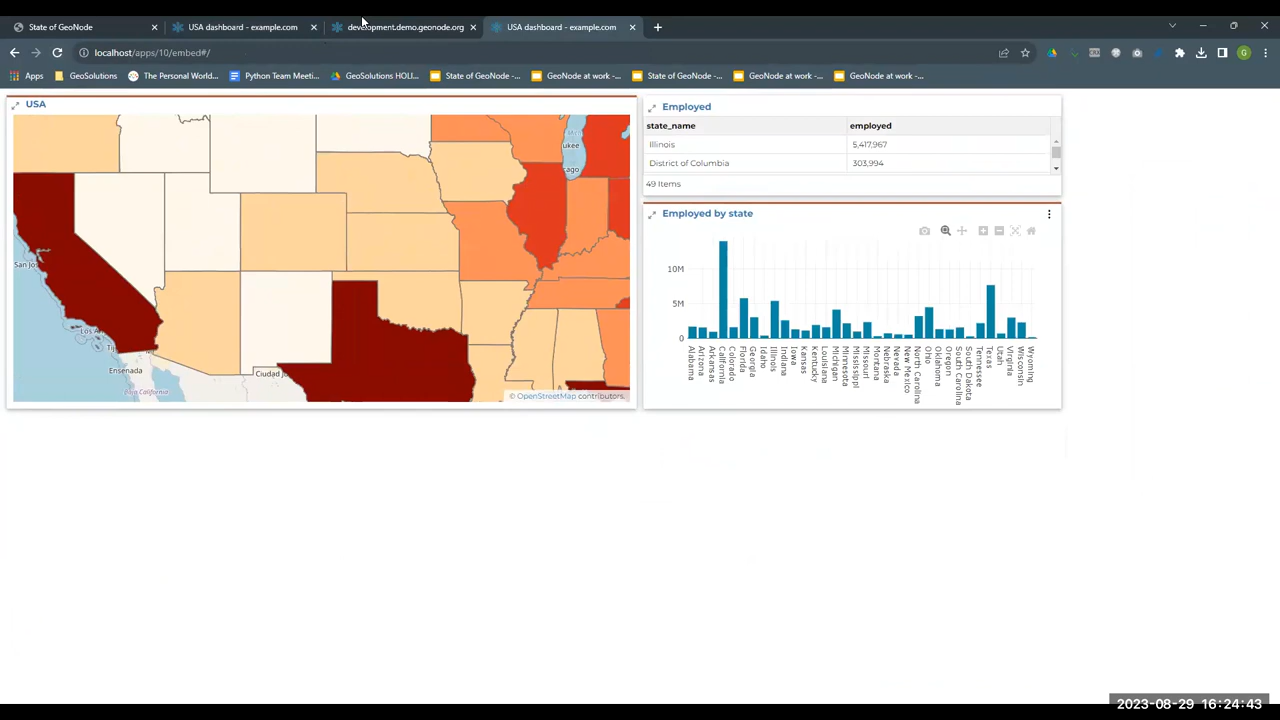 State of GeoNode
USA dashboard - example.com
development.demo.geonode.org
USA dashboard - example.com
localhost/apps/10/embed#/
G
Apps
GeoSolutions
The Personal World...
Python Team Meeti...
GeoSolutions HOLI...
State of GeoNode -...
GeoNode at work -...
State of GeoNode -...
GeoNode at work -...
GeoNode at work -...
USA
ukee
cago
San Jo
Los A
Ensenada
Ciudad
Baja California
© OpenStreetMap contributors.
Employed
state_name employed
Illinois 5,417,967
District of Columbia 303,994
49 Items
Employed by state
10M
5M
0
Alabama
Arizona
Arkansas
California
Colorado
Florida
Georgia
Idaho
Illinois
Indiana
Iowa
Kansas
Kentucky
Louisiana
Michigan
Minnesota
Mississippi
Missouri
Montana
Nebraska
Nevada
New Mexico
North Carolina
Ohio
Oklahoma
Oregon
South Carolina
South Dakota
Tennessee
Texas
Utah
Virginia
Wisconsin
Wyoming
2023-08-29 16:24:43